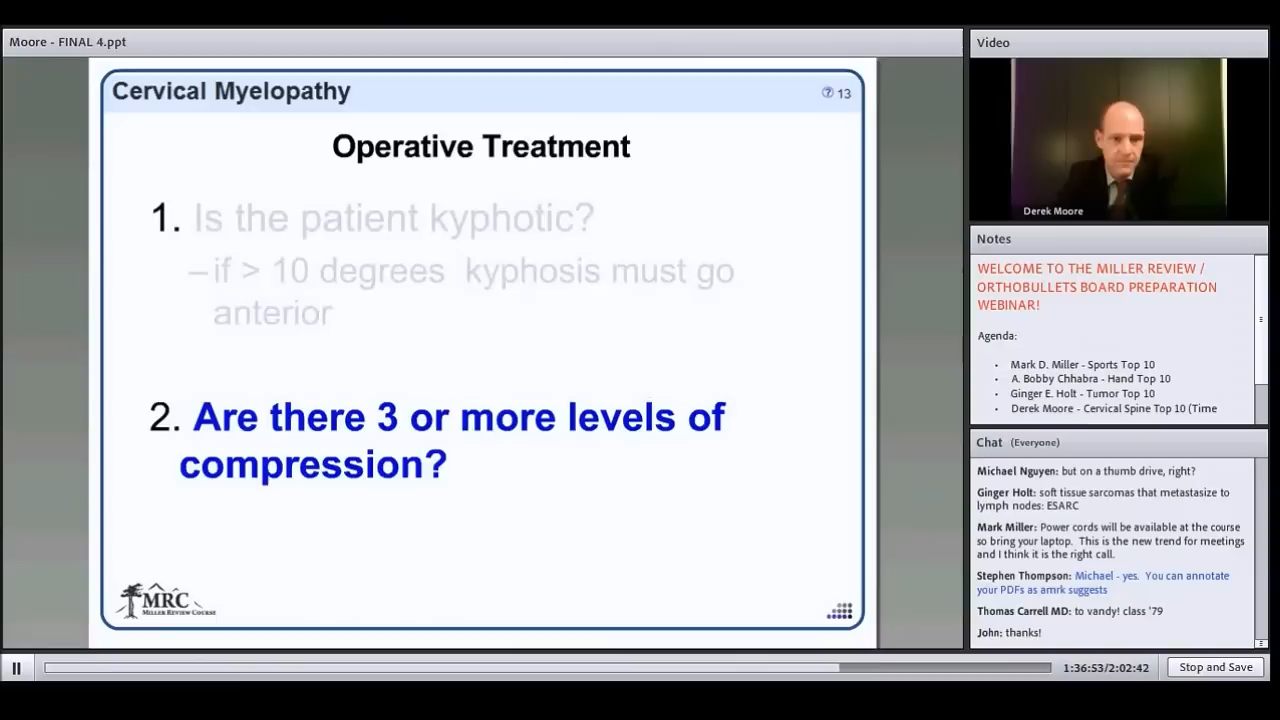 Moore - FINAL 4.ppt
Cervical Myelopathy
? 13
Operative Treatment
1. Is the patient kyphotic?
–if > 10 degrees kyphosis must go
anterior
2. Are there 3 or more levels of
compression?
MRC
MILLER REVIEW COURSE
Video
Derek Moore
Notes
WELCOME TO THE MILLER REVIEW /
ORTHOBULLETS BOARD PREPARATION
WEBINAR!
Agenda:
• Mark D. Miller - Sports Top 10
• A. Bobby Chhabra - Hand Top 10
• Ginger E. Holt - Tumor Top 10
• Derek Moore - Cervical Spine Top 10 (Time
Chat (Everyone)
Michael Nguyen: but on a thumb drive, right?
Ginger Holt: soft tissue sarcomas that metastasize to
lymph nodes: ESARC
Mark Miller: Power cords will be available at the course
so bring your laptop. This is the new trend for meetings
and I think it is the right call.
Stephen Thompson: Michael - yes. You can annotate
your PDFs as amrk suggests
Thomas Carrell MD: to vandy! class '79
John: thanks!
1:36:53/2:02:42
Stop and Save